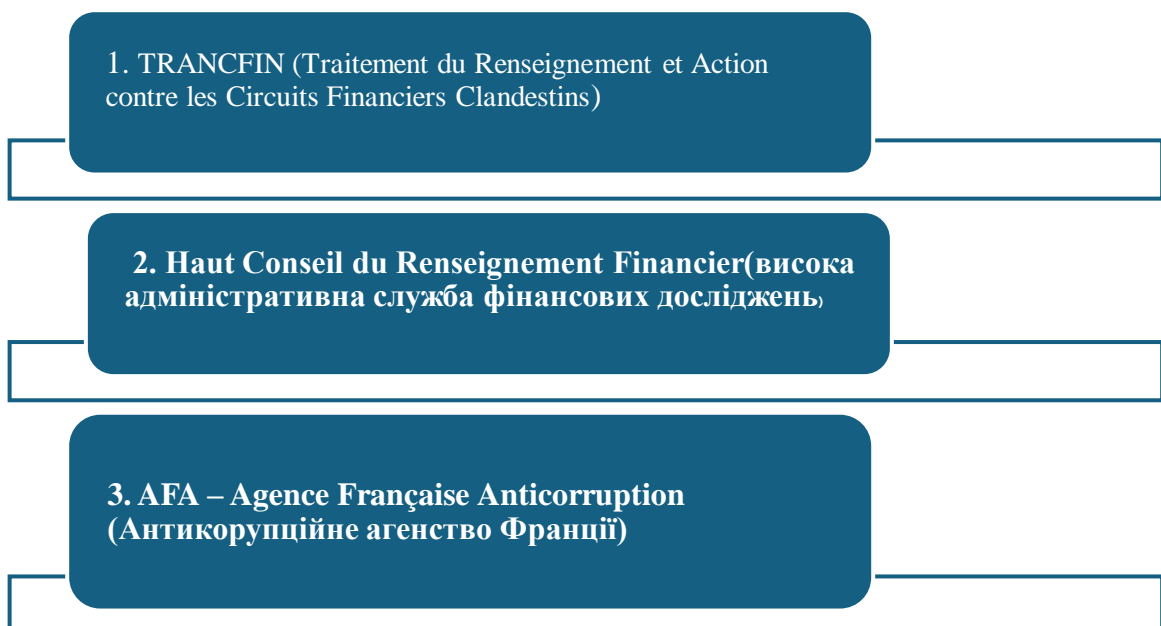 1. TRANCFIN (Traitement du Renseignement et Action
contre les Circuits Financiers Clandestins)
2. Haut Conseil du Renseignement Financier(висока
адміністративна служба фінансових досліджень)
3. AFA – Agence Française Anticorruption
(Антикорупційне агенство Франції)